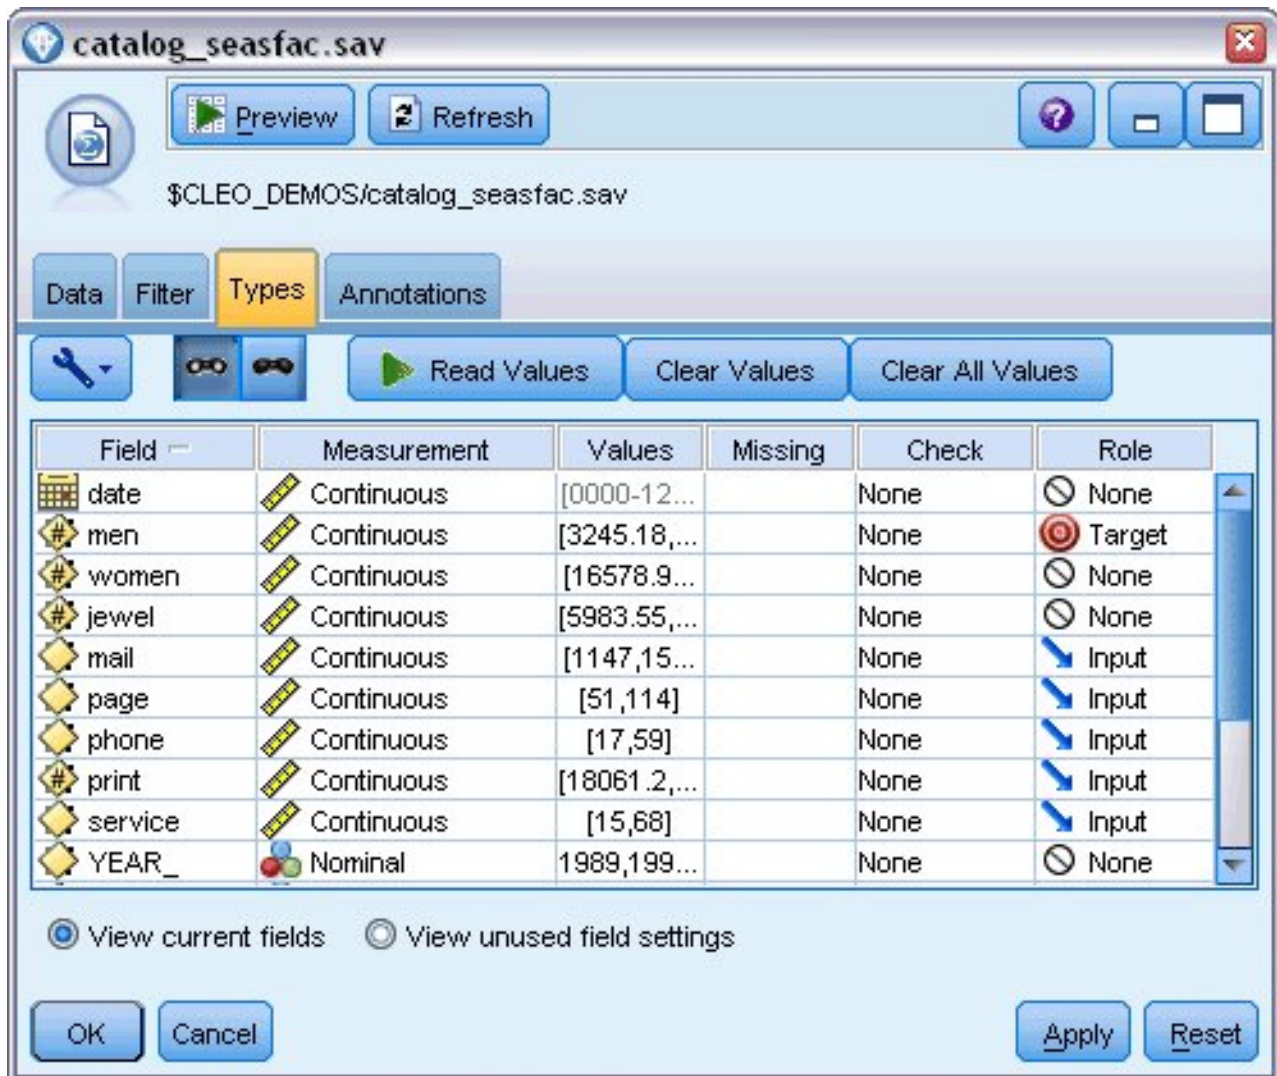 catalog_seasfac.sav
Preview Refresh
$CLEO_DEMOS/catalog_seasfac.sav
Data Filter Types Annotations
Read Values Clear Values Clear All Values
Field Measurement Values Missing Check Role
date Continuous [0000-12... None None
men Continuous [3245.18,... None Target
women Continuous [16578.9... None None
jewel Continuous [5983.55,... None None
mail Continuous [1147,15... None Input
page Continuous [51,114] None Input
phone Continuous [17,59] None Input
print Continuous [18061.2,... None Input
service Continuous [15,68] None Input
YEAR_ Nominal 1989,199... None None
View current fields View unused field settings
OK Cancel Apply Reset